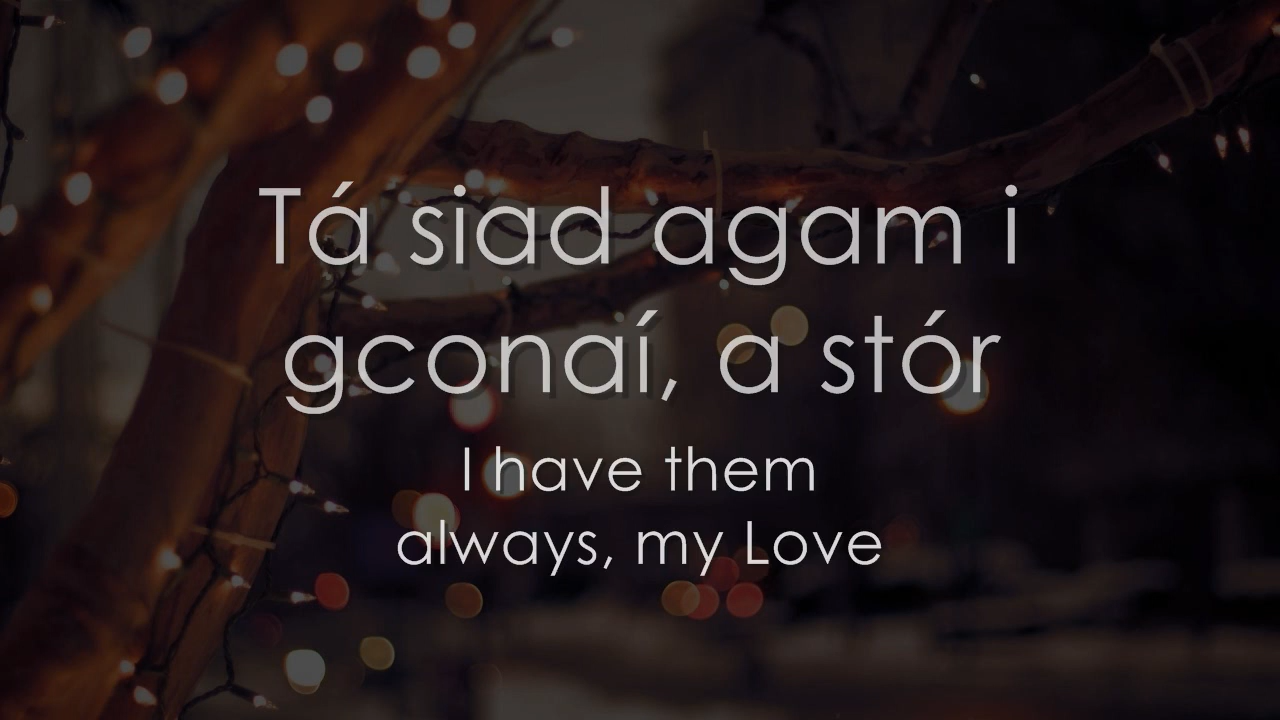 Tá siad agam i
gconaí, a stór
I have them
always, my Love